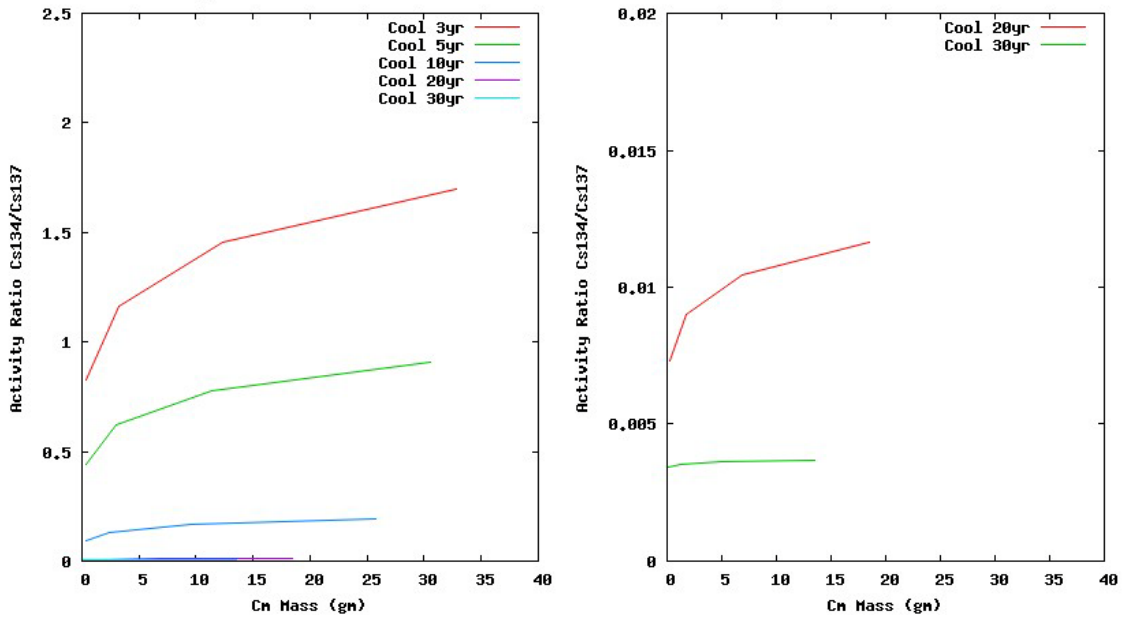 2.5
2
1.5
1
0.5
0
Activity Ratio Cs134/Cs137
Cool 3yr
Cool 5yr
Cool 10yr
Cool 20yr
Cool 30yr
0 5 10 15 20 25 30 35 40
Cm Mass (gm)
0.02
0.015
0.01
0.005
0
Activity Ratio Cs134/Cs137
Cool 20yr
Cool 30yr
0 5 10 15 20 25 30 35 40
Cm Mass (gm)